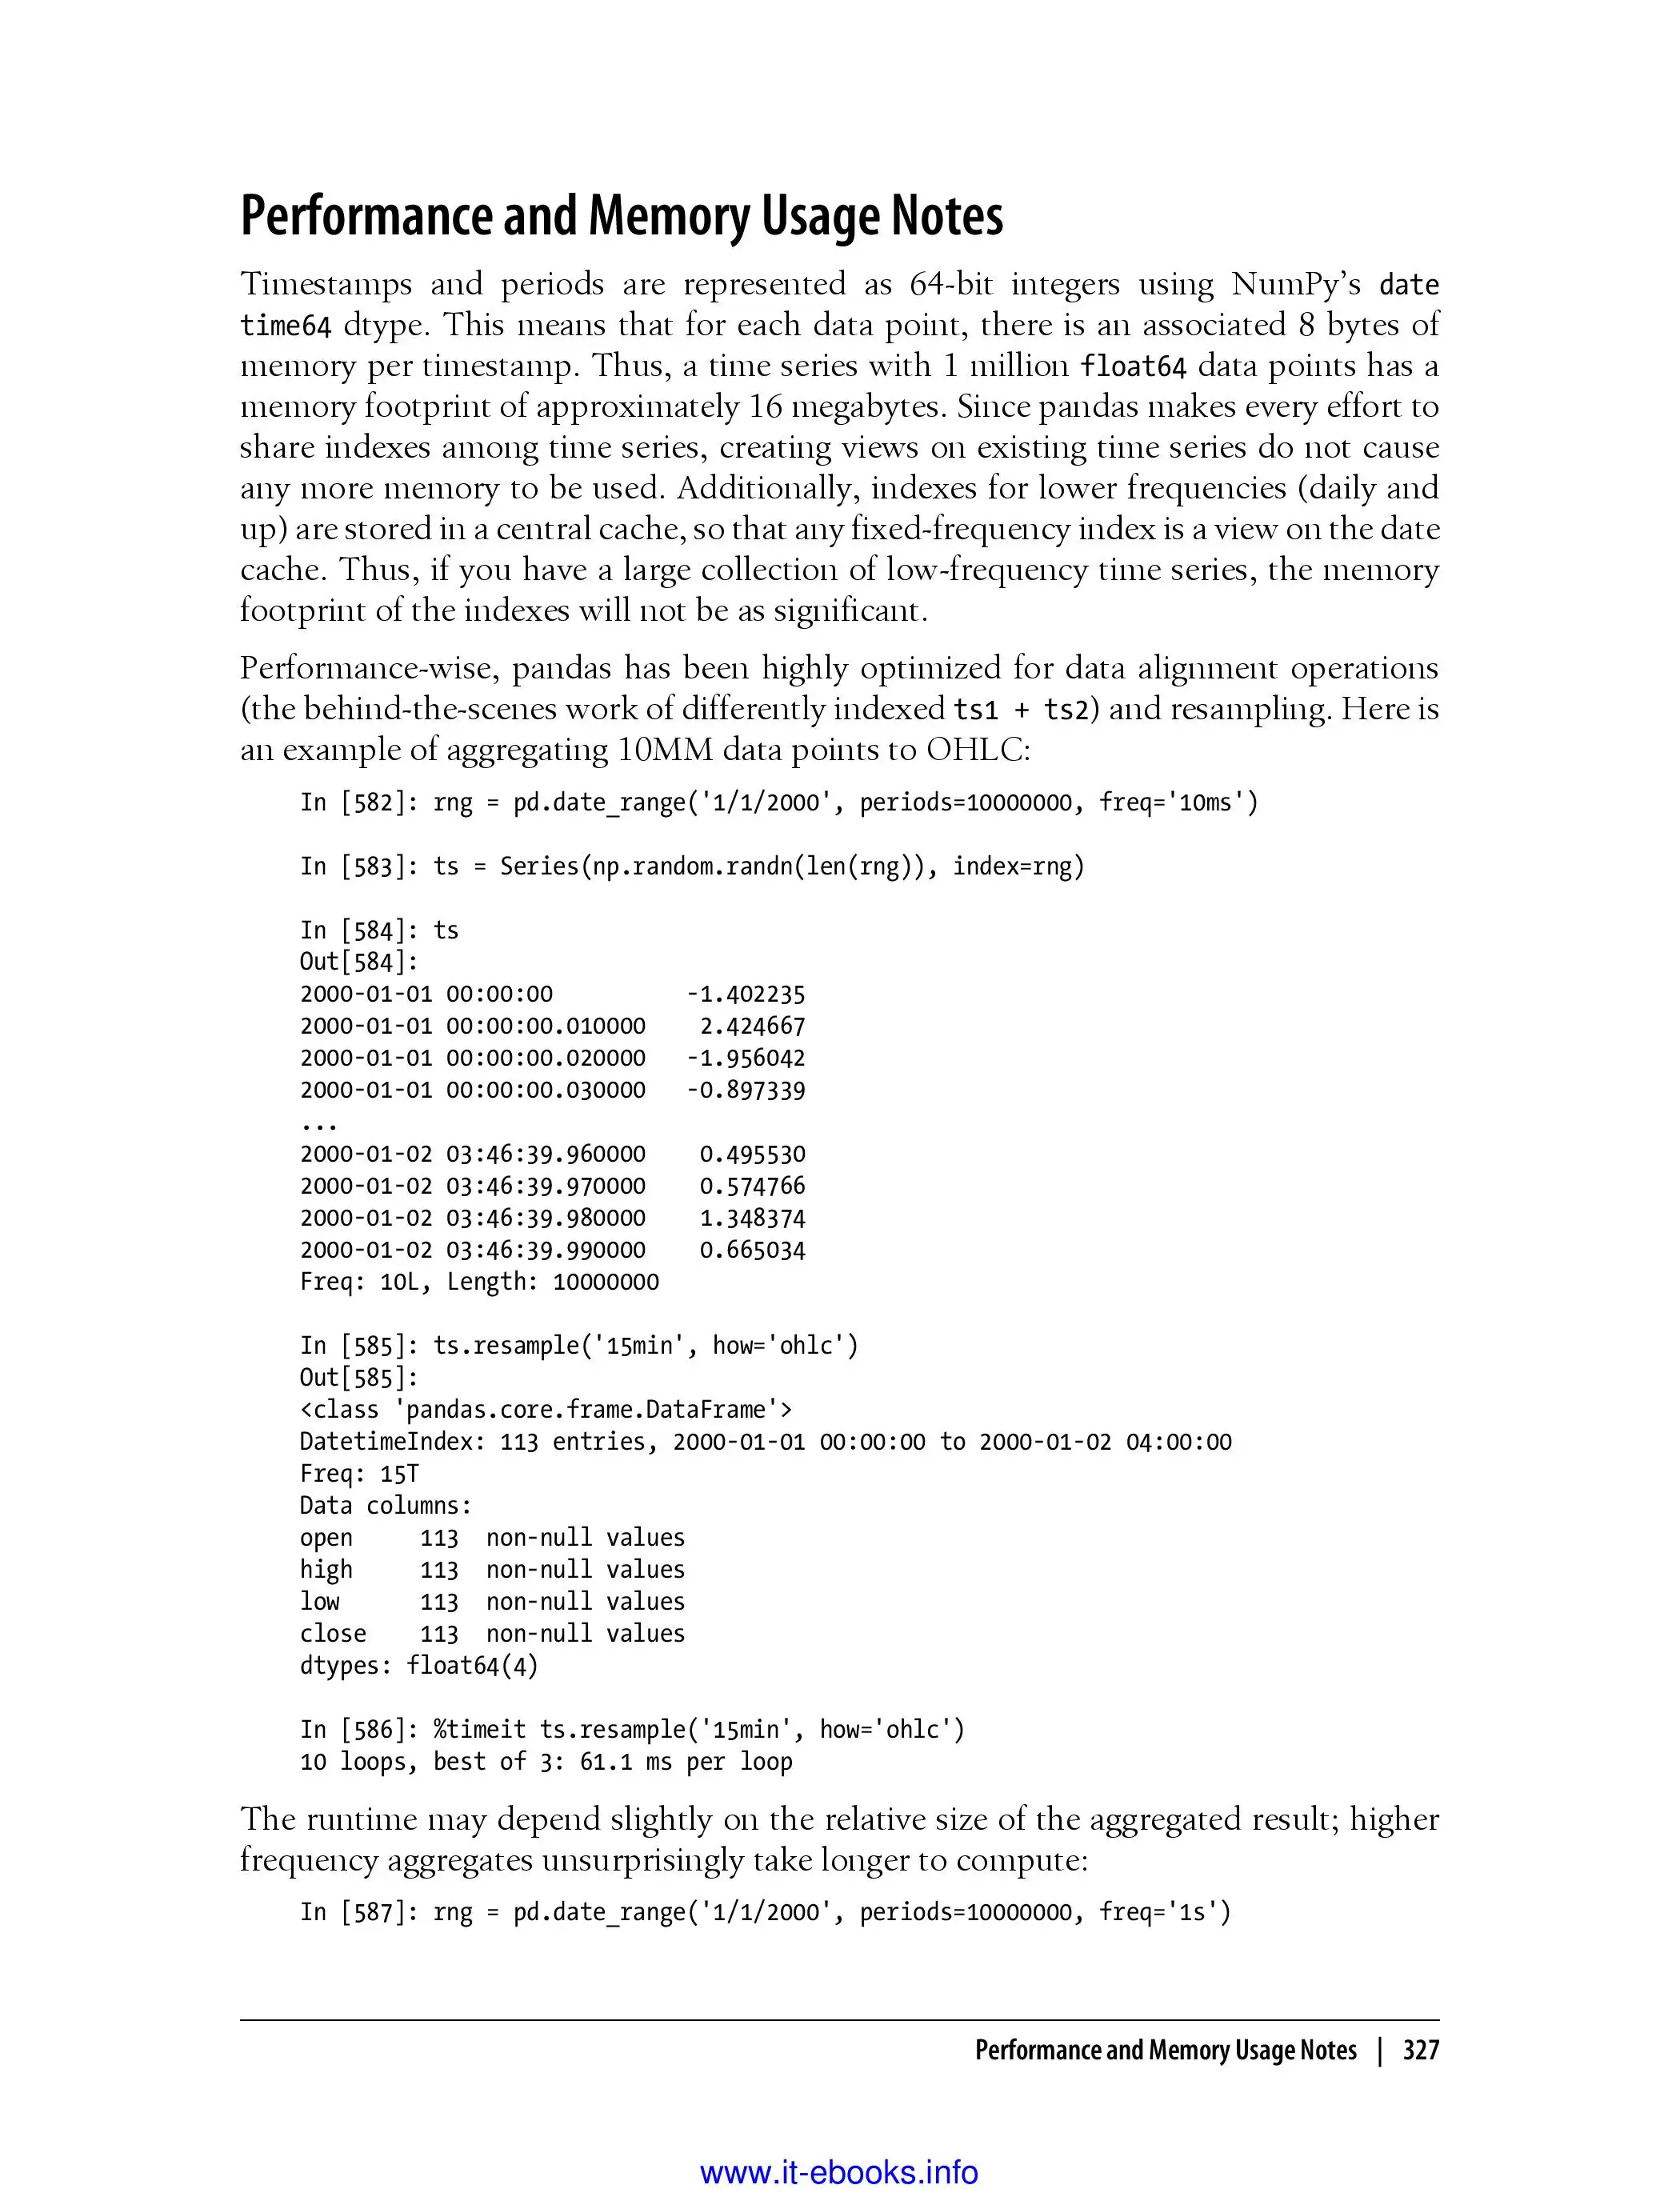 Performance and Memory Usage Notes
Timestamps and periods are represented as 64-bit integers using NumPy’s date
time64 dtype. This means that for each data point, there is an associated 8 bytes of
memory per timestamp. Thus, a time series with 1 million float64 data points has a
memory footprint of approximately 16 megabytes. Since pandas makes every effort to
share indexes among time series, creating views on existing time series do not cause
any more memory to be used. Additionally, indexes for lower frequencies (daily and
up) are stored in a central cache, so that any fixed-frequency index is a view on the date
cache. Thus, if you have a large collection of low-frequency time series, the memory
footprint of the indexes will not be as significant.
Performance-wise, pandas has been highly optimized for data alignment operations
(the behind-the-scenes work of differently indexed ts1 + ts2) and resampling. Here is
an example of aggregating 10MM data points to OHLC:
In [582]: rng = pd.date_range('1/1/2000', periods=10000000, freq='10ms')
In [583]: ts = Series(np.random.randn(len(rng)), index=rng)
In [584]: ts
Out[584]:
2000-01-01 00:00:00          -1.402235
2000-01-01 00:00:00.010000    2.424667
2000-01-01 00:00:00.020000   -1.956042
2000-01-01 00:00:00.030000   -0.897339
...
2000-01-02 03:46:39.960000    0.495530
2000-01-02 03:46:39.970000    0.574766
2000-01-02 03:46:39.980000    1.348374
2000-01-02 03:46:39.990000    0.665034
Freq: 10L, Length: 10000000
In [585]: ts.resample('15min', how='ohlc')
Out[585]:
<class 'pandas.core.frame.DataFrame'>
DatetimeIndex: 113 entries, 2000-01-01 00:00:00 to 2000-01-02 04:00:00
Freq: 15T
Data columns:
open     113  non-null values
high     113  non-null values
low      113  non-null values
close    113  non-null values
dtypes: float64(4)
In [586]: %timeit ts.resample('15min', how='ohlc')
10 loops, best of 3: 61.1 ms per loop
The runtime may depend slightly on the relative size of the aggregated result; higher
frequency aggregates unsurprisingly take longer to compute:
In [587]: rng = pd.date_range('1/1/2000', periods=10000000, freq='1s')
Performance and Memory Usage Notes | 327
www.it-ebooks.info